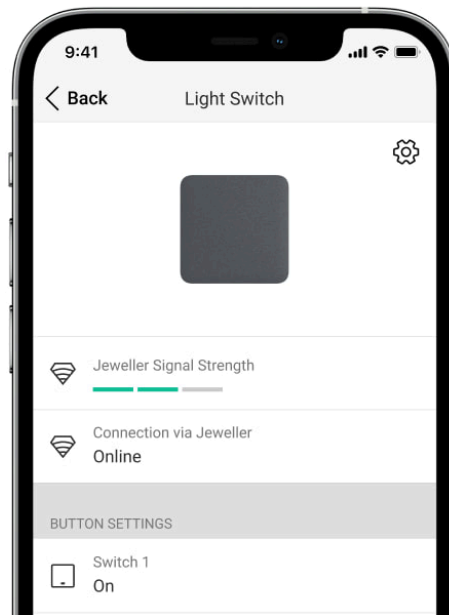 9:41
Back
Light Switch
Jeweller Signal Strength
Connection via Jeweller
Online
BUTTON SETTINGS
Switch 1
On